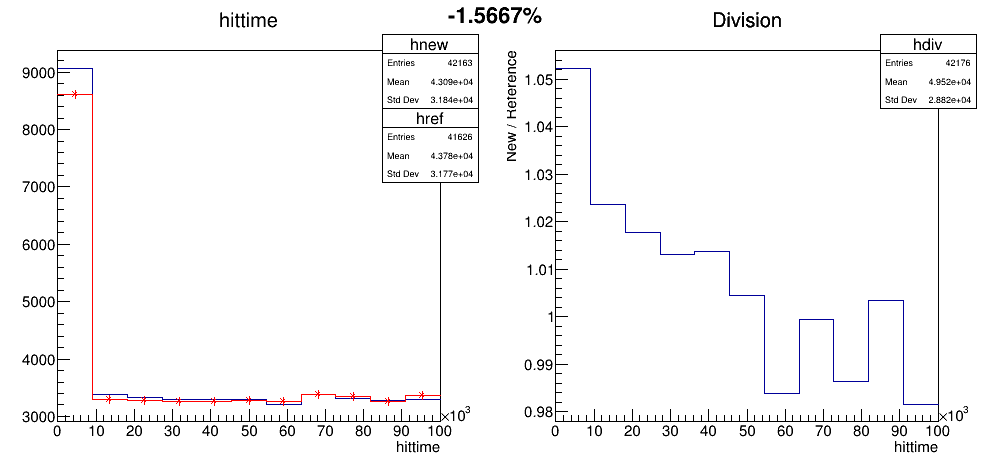 -1.5667%
hittime
hnew
Entries 42163
Mean 4.309e+04
Std Dev 3.184e+04
href
Entries 41626
Mean 4.378e+04
Std Dev 3.177e+04
9000
8000
7000
6000
5000
4000
3000
0 10 20 30 40 50 60 70 80 90 100
×10³
hittime
Division
hdiv
Entries 42176
Mean 4.952e+04
Std Dev 2.882e+04
New / Reference
1.05
1.04
1.03
1.02
1.01
1
0.99
0.98
0 10 20 30 40 50 60 70 80 90 100
×10³
hittime